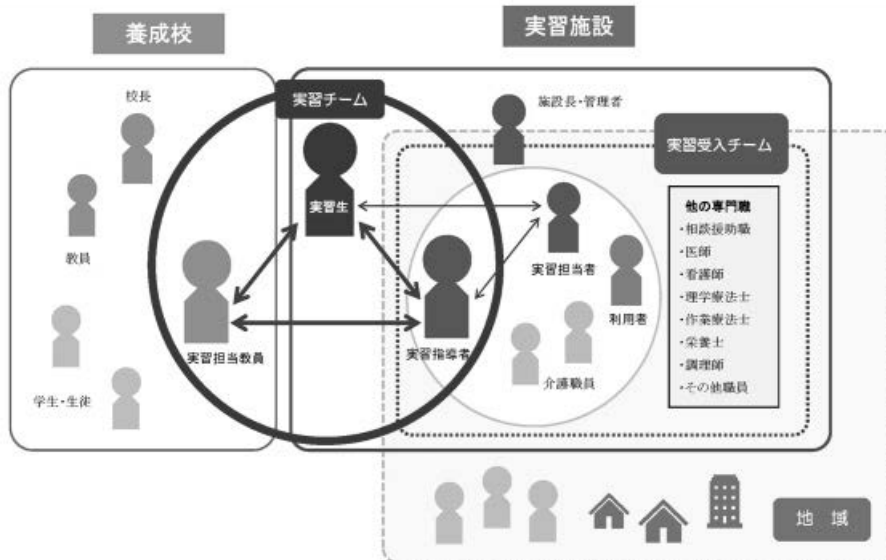 養成校
実習施設
校長
教員
学生・生徒
実習チーム
実習生
実習担当教員
実習指導者
施設長・管理者
実習受入チーム
実習担当者
利用者
介護職員
他の専門職
・相談援助職
・医師
・看護師
・理学療法士
・作業療法士
・栄養士
・調理師
・その他職員
地　域